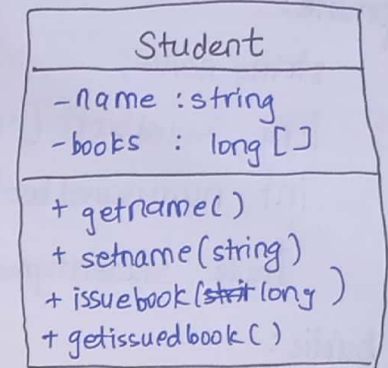 Student
-name : string
-books : long []
+ getname()
+ setname(string)
+ issuebook(long)
+ getissuedbook()